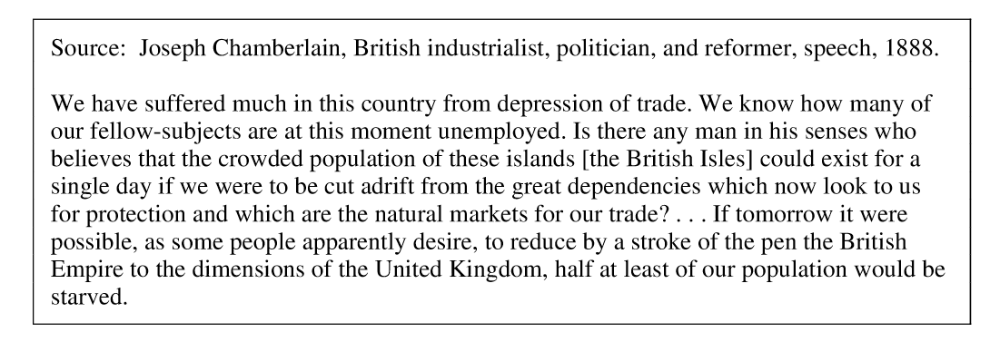 Source:  Joseph Chamberlain, British industrialist, politician, and reformer, speech, 1888.
We have suffered much in this country from depression of trade. We know how many of
our fellow-subjects are at this moment unemployed. Is there any man in his senses who
believes that the crowded population of these islands [the British Isles] could exist for a
single day if we were to be cut adrift from the great dependencies which now look to us
for protection and which are the natural markets for our trade? . . . If tomorrow it were
possible, as some people apparently desire, to reduce by a stroke of the pen the British
Empire to the dimensions of the United Kingdom, half at least of our population would be
starved.